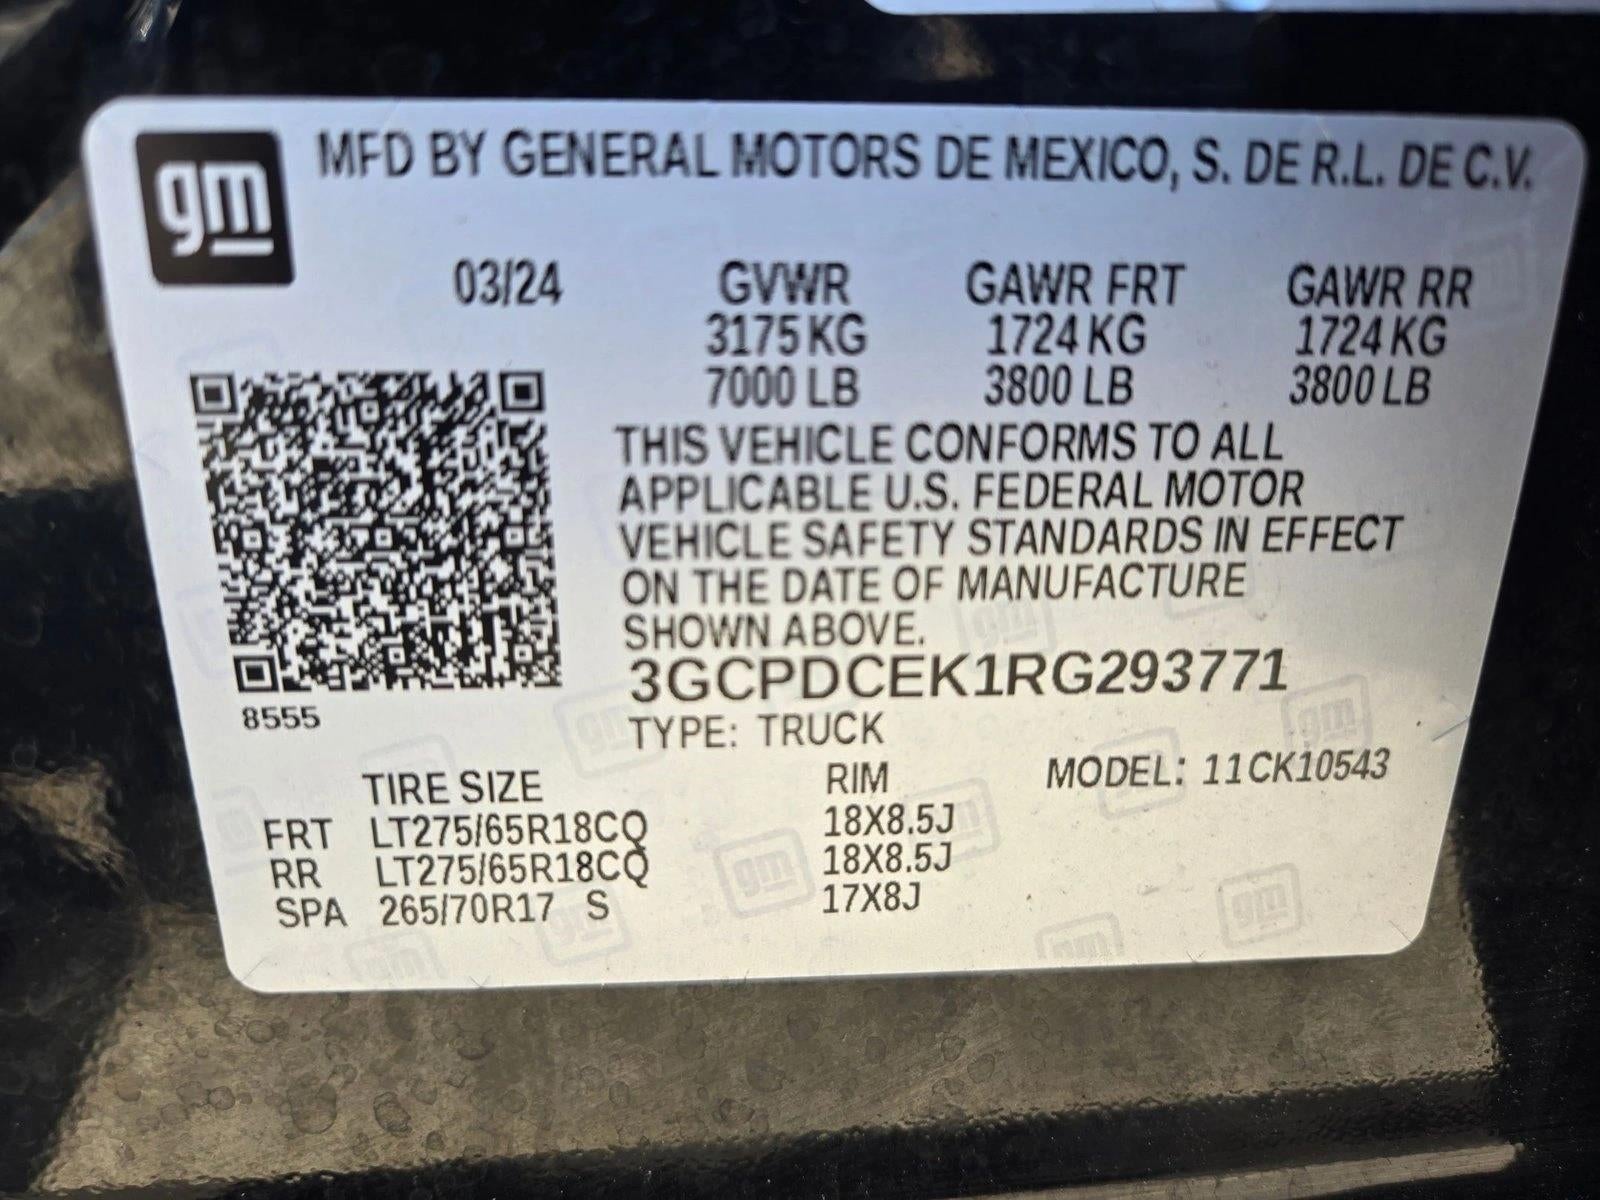 gm MFD BY GENERAL MOTORS DE MEXICO, S. DE R.L. DE C.V.
03/24 GVWR GAWR FRT GAWR RR
3175 KG 1724 KG 1724 KG
7000 LB 3800 LB 3800 LB
THIS VEHICLE CONFORMS TO ALL
APPLICABLE U.S. FEDERAL MOTOR
VEHICLE SAFETY STANDARDS IN EFFECT
ON THE DATE OF MANUFACTURE
SHOWN ABOVE.
3GCPDCEK1RG293771
8555
TYPE: TRUCK
TIRE SIZE RIM MODEL: 11CK10543
FRT LT275/65R18CQ 18X8.5J
RR LT275/65R18CQ 18X8.5J
SPA 265/70R17 S 17X8J